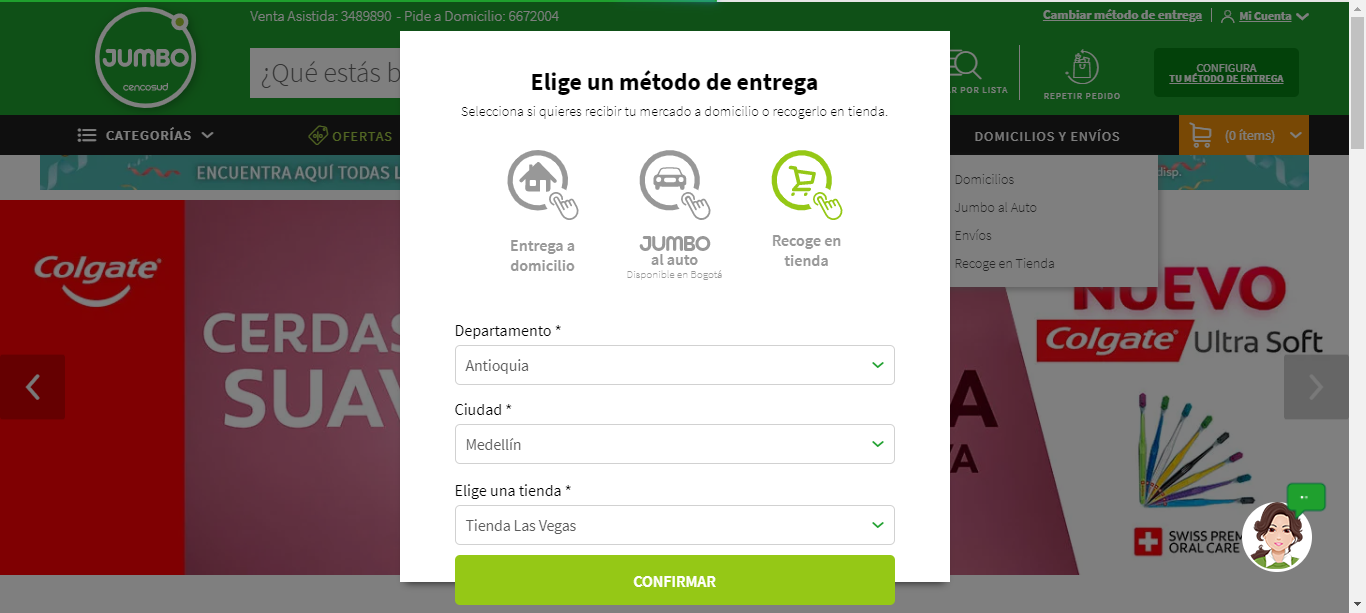 Venta Asistida: 3489890 - Pide a Domicilio: 6672004
Cambiar método de entrega
Mi Cuenta
JUMBO
cencosud
¿Qué estás b
R POR LISTA
REPETIR PEDIDO
CONFIGURA
TU MÉTODO DE ENTREGA
CATEGORÍAS
OFERTAS
DOMICILIOS Y ENVÍOS
(0 ítems)
ENCUENTRA AQUÍ TODAS L
disp.
Domicilios
Jumbo al Auto
Envíos
Recoge en Tienda
Elige un método de entrega
Selecciona si quieres recibir tu mercado a domicilio o recogerlo en tienda.
Entrega a
domicilio
JUMBO
al auto
Disponible en Bogotá
Recoge en
tienda
Departamento *
Antioquia
Ciudad *
Medellín
Elige una tienda *
Tienda Las Vegas
CONFIRMAR
Colgate®
CERDAS
SUAV
A
VA
NUEVO
Colgate® Ultra Soft
SWISS PREM
ORAL CARE